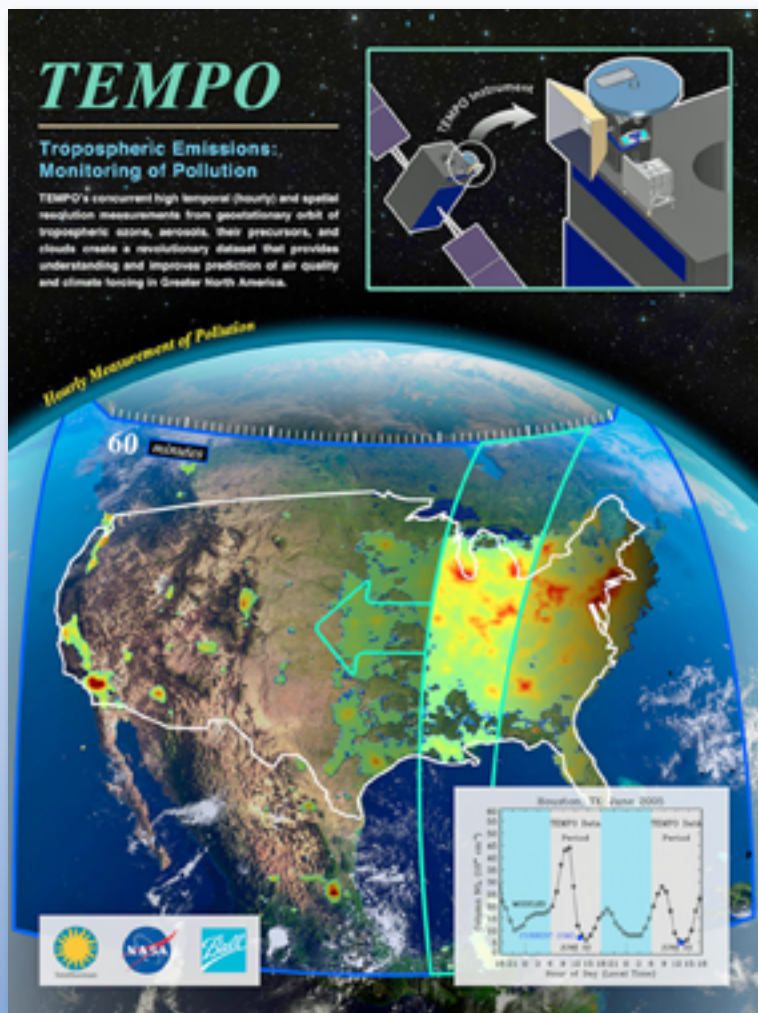 TEMPO
Tropospheric Emissions:
Monitoring of Pollution
TEMPO's concurrent high temporal (hourly) and spatial
resolution measurements from geostationary orbit of
tropospheric ozone, aerosols, their precursors, and
clouds create a revolutionary dataset that provides
understanding and improves prediction of air quality
and climate forcing in Greater North America.
TEMPO Instrument
Hourly Measurement of Pollution
60 minutes
Houston, TX June 2005
TEMPO Data Period
TEMPO Data Period
Hour of Day (Local Time)
Smithsonian
NASA
Ball